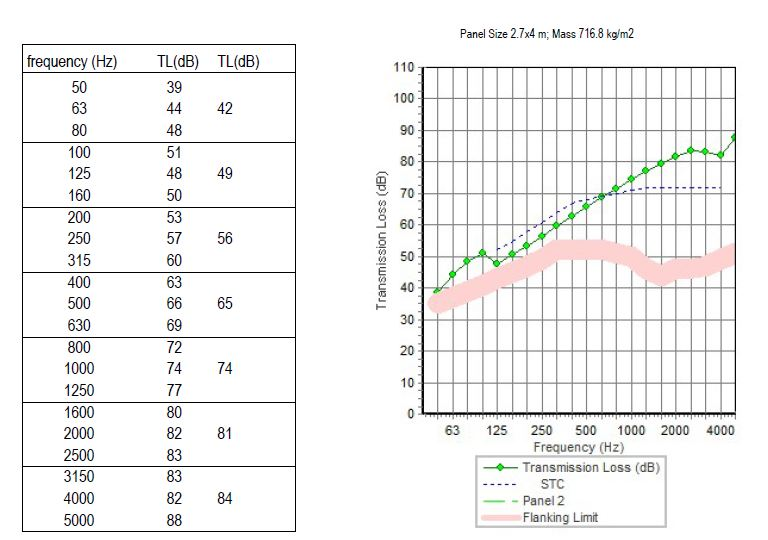 Panel Size 2.7x4 m; Mass 716.8 kg/m2
frequency (Hz) TL(dB) TL(dB)
50 39
63 44 42
80 48
100 51
125 48 49
160 50
200 53
250 57 56
315 60
400 63
500 66 65
630 69
800 72
1000 74 74
1250 77
1600 80
2000 82 81
2500 83
3150 83
4000 82 84
5000 88
Transmission Loss (dB)
110
100
90
80
70
60
50
40
30
20
10
0
63 125 250 500 1000 2000 4000
Frequency (Hz)
Transmission Loss (dB)
STC
Panel 2
Flanking Limit